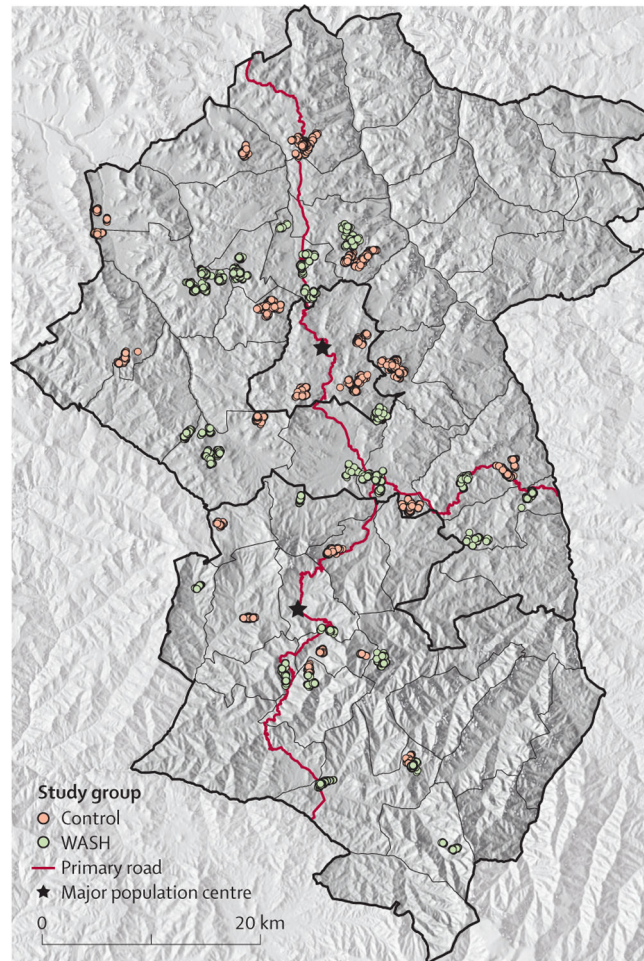 Study group
Control
WASH
Primary road
Major population centre
0 20 km